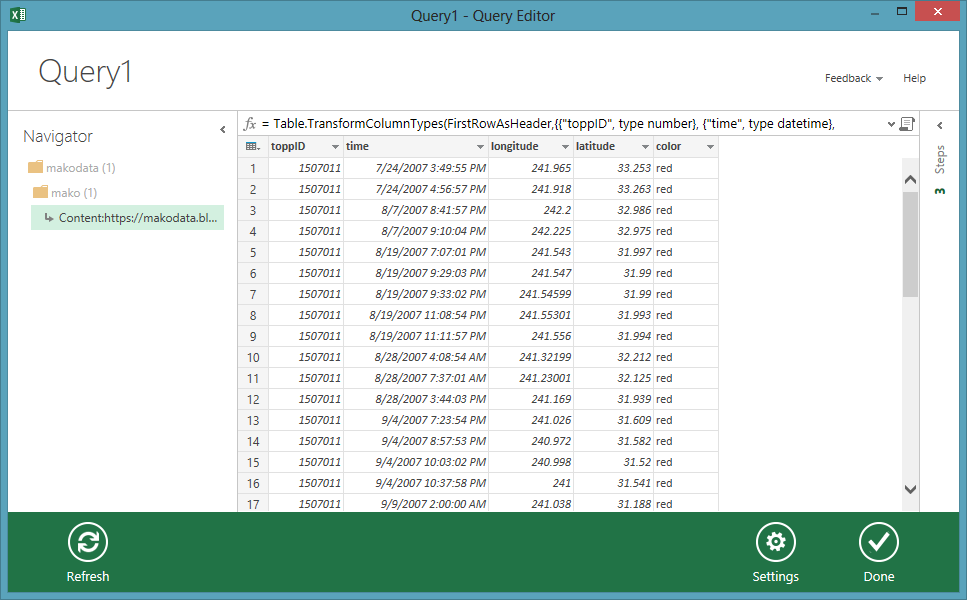 Query1 - Query Editor
Query1
Feedback Help
Navigator
makodata (1)
mako (1)
Content:https://makodata.bl...
fx = Table.TransformColumnTypes(FirstRowAsHeader,{{"toppID", type number}, {"time", type datetime},
toppID time longitude latitude color
1 1507011 7/24/2007 3:49:55 PM 241.965 33.253 red
2 1507011 7/24/2007 4:56:57 PM 241.918 33.263 red
3 1507011 8/7/2007 8:41:57 PM 242.2 32.986 red
4 1507011 8/7/2007 9:10:04 PM 242.225 32.975 red
5 1507011 8/19/2007 7:07:01 PM 241.543 31.997 red
6 1507011 8/19/2007 9:29:03 PM 241.547 31.99 red
7 1507011 8/19/2007 9:33:02 PM 241.54599 31.99 red
8 1507011 8/19/2007 11:08:54 PM 241.55301 31.993 red
9 1507011 8/19/2007 11:11:57 PM 241.556 31.994 red
10 1507011 8/28/2007 4:08:54 AM 241.32199 32.212 red
11 1507011 8/28/2007 7:37:01 AM 241.23001 32.125 red
12 1507011 8/28/2007 3:44:03 PM 241.169 31.939 red
13 1507011 9/4/2007 7:23:54 PM 241.026 31.609 red
14 1507011 9/4/2007 8:57:53 PM 240.972 31.582 red
15 1507011 9/4/2007 10:03:02 PM 240.998 31.52 red
16 1507011 9/4/2007 10:37:58 PM 241 31.541 red
17 1507011 9/9/2007 2:00:00 AM 241.038 31.188 red
Steps
3
Refresh
Settings
Done